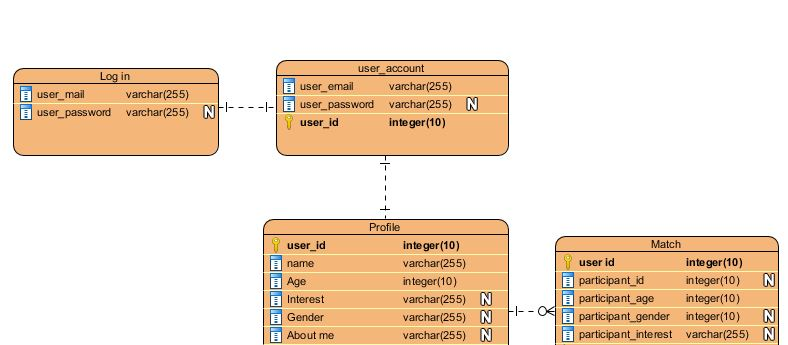 Log in
user_mail varchar(255)
user_password varchar(255) N
user_account
user_email varchar(255)
user_password varchar(255) N
user_id integer(10)
Profile
user_id integer(10)
name varchar(255)
Age integer(10)
Interest varchar(255) N
Gender varchar(255) N
About me varchar(255) N
Match
user id integer(10)
participant_id integer(10) N
participant_age integer(10)
participant_gender integer(10) N
participant_interest varchar(255) N